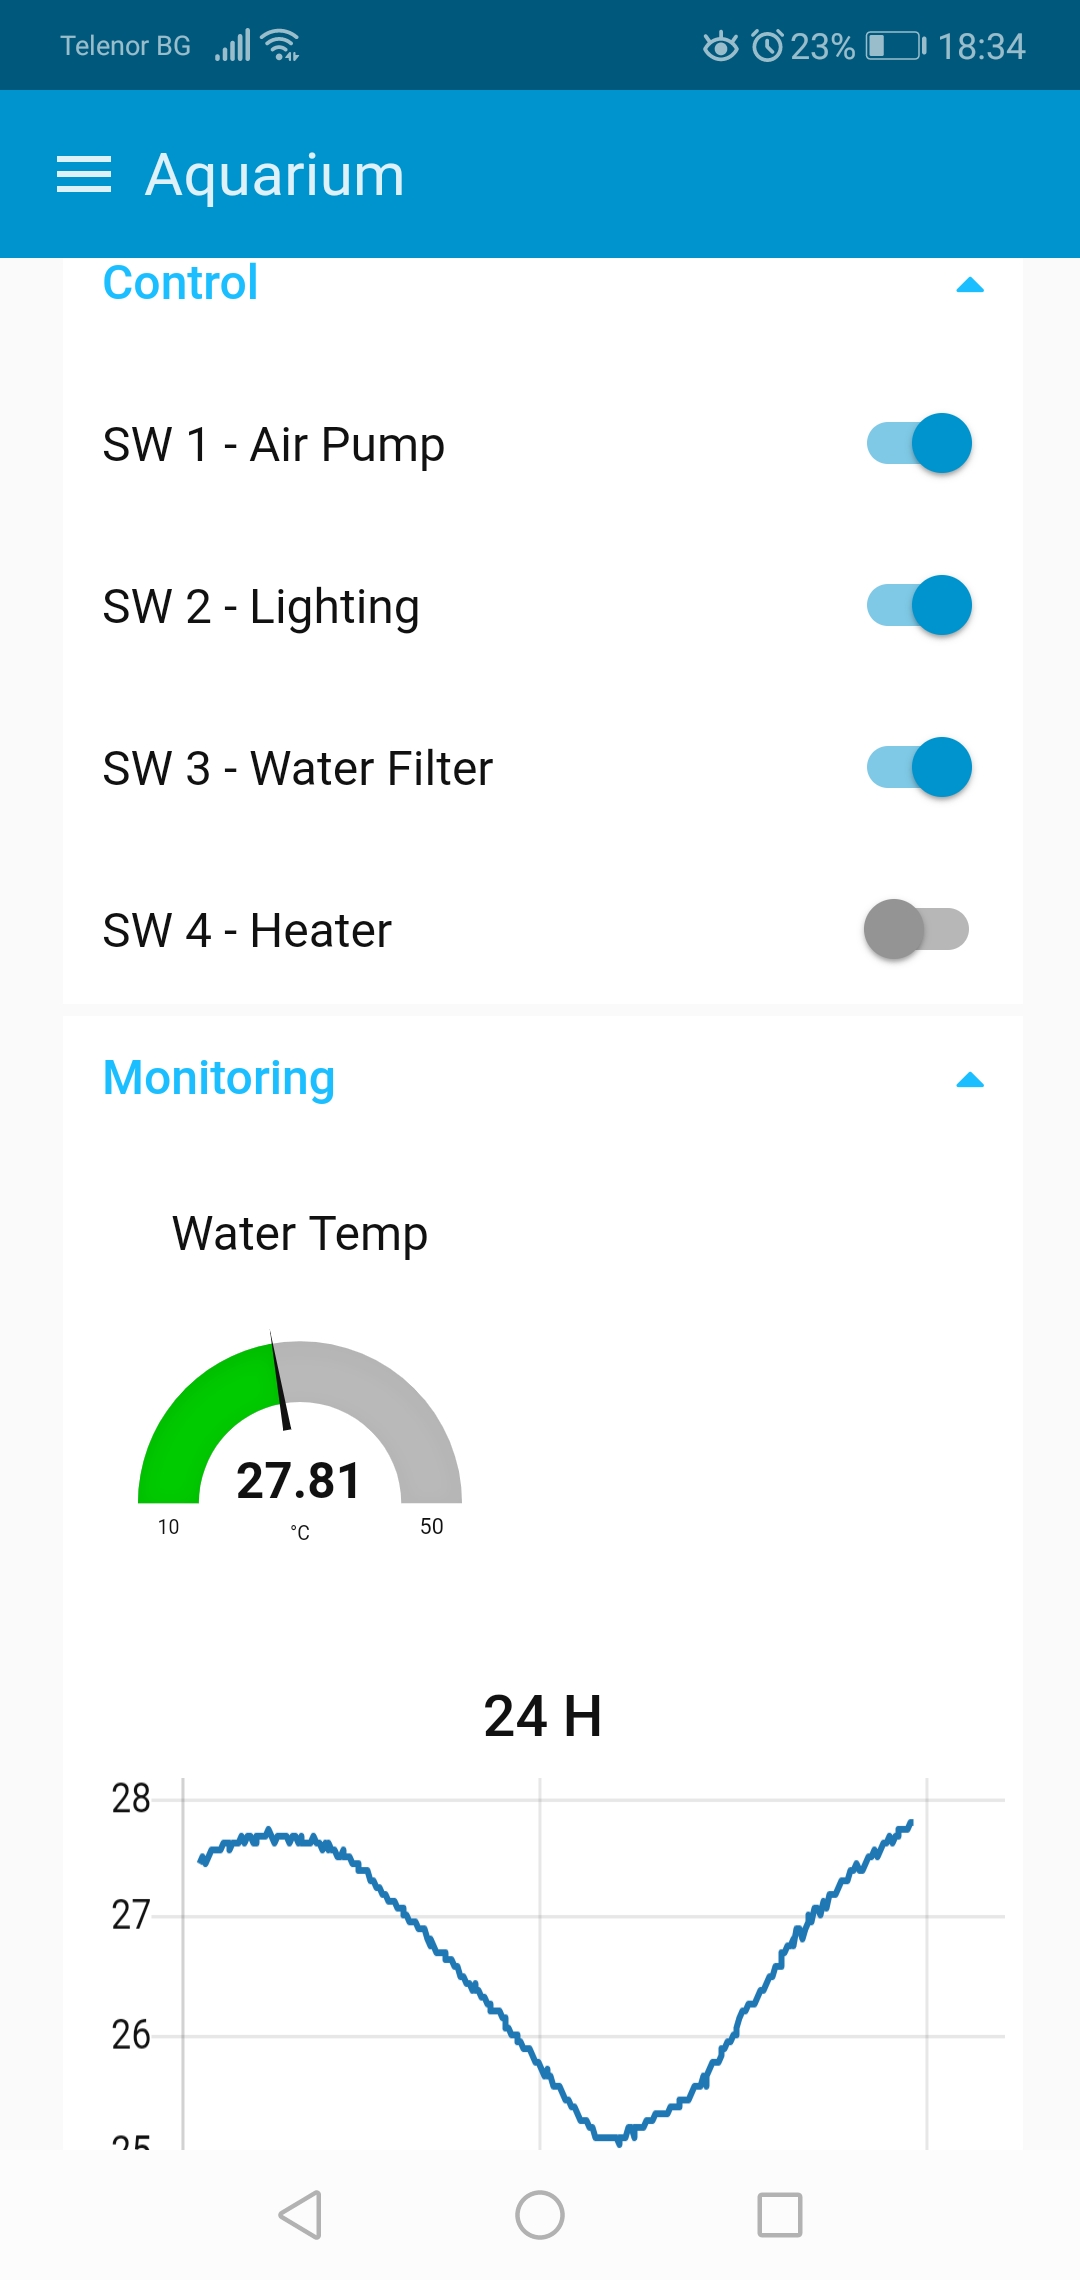 Telenor BG 23% 18:34
Aquarium
Control
SW 1 - Air Pump
SW 2 - Lighting
SW 3 - Water Filter
SW 4 - Heater
Monitoring
Water Temp
27.81
10 °C 50
24 H
28
27
26
25